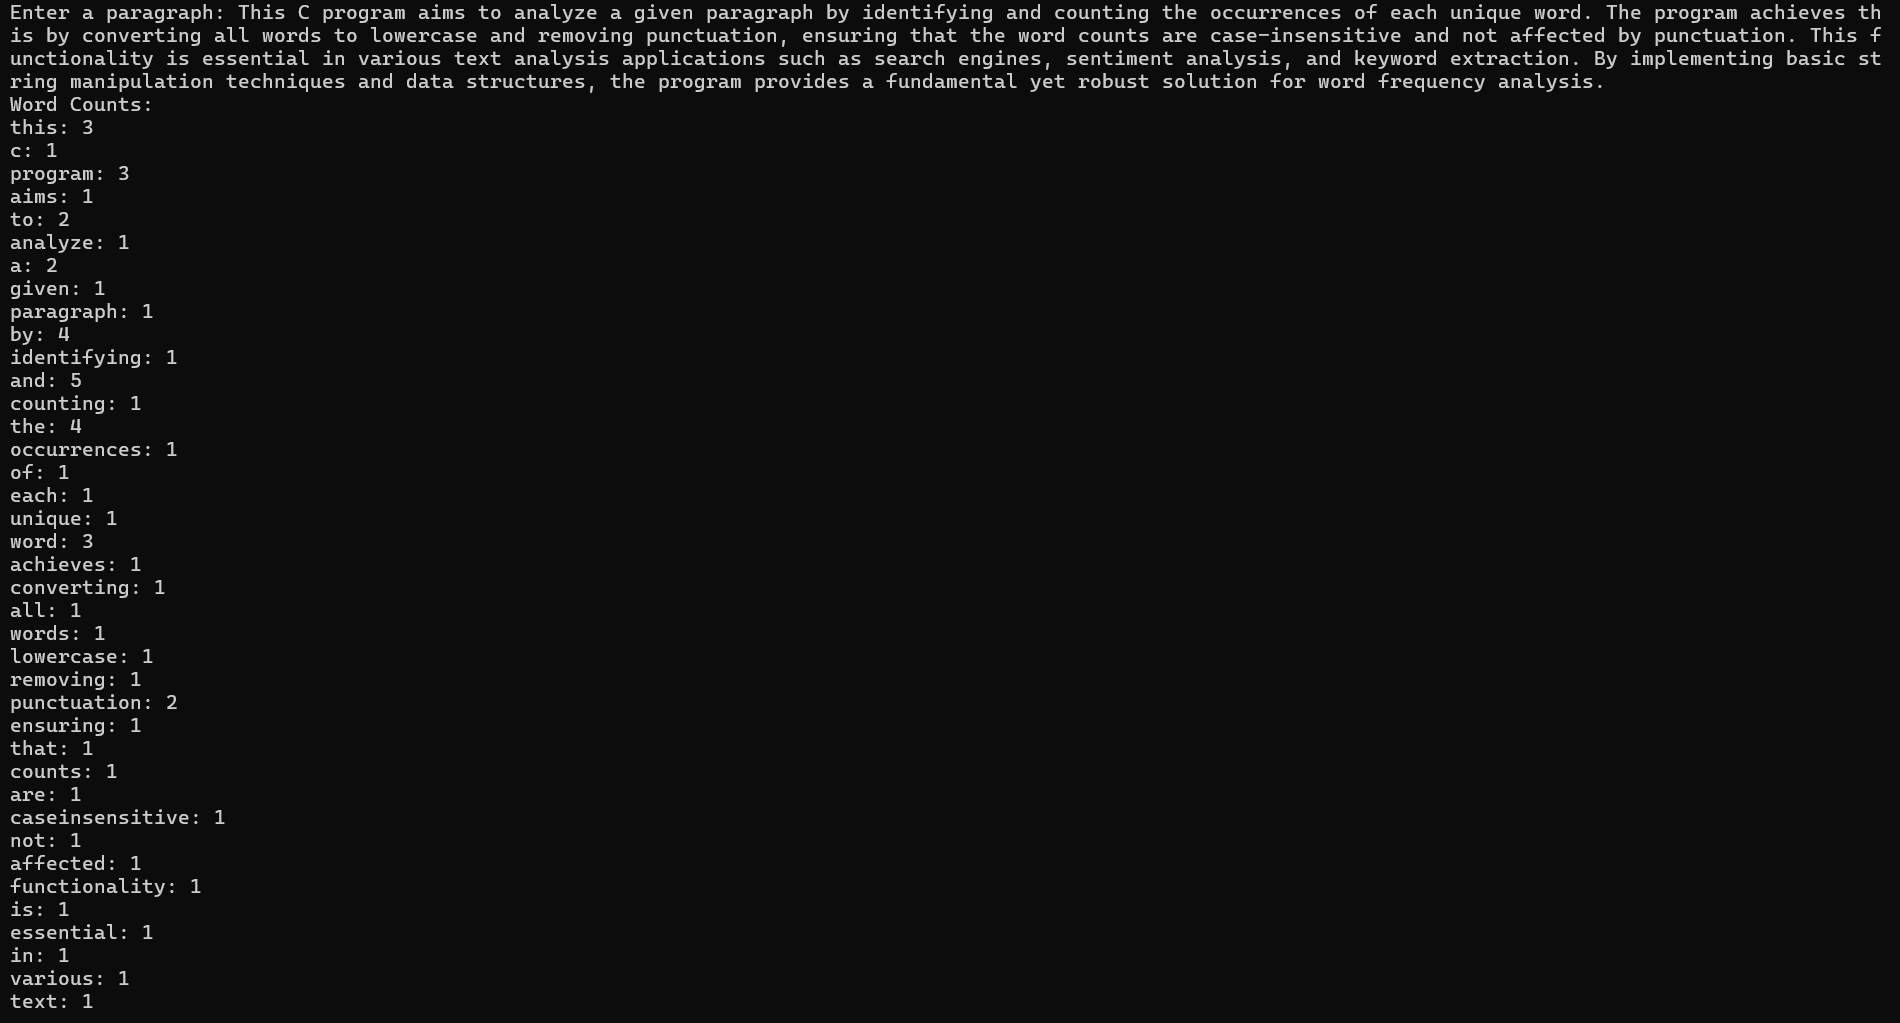 Enter a paragraph: This C program aims to analyze a given paragraph by identifying and counting the occurrences of each unique word. The program achieves th
is by converting all words to lowercase and removing punctuation, ensuring that the word counts are case-insensitive and not affected by punctuation. This f
unctionality is essential in various text analysis applications such as search engines, sentiment analysis, and keyword extraction. By implementing basic st
ring manipulation techniques and data structures, the program provides a fundamental yet robust solution for word frequency analysis.
Word Counts:
this: 3
c: 1
program: 3
aims: 1
to: 2
analyze: 1
a: 2
given: 1
paragraph: 1
by: 4
identifying: 1
and: 5
counting: 1
the: 4
occurrences: 1
of: 1
each: 1
unique: 1
word: 3
achieves: 1
converting: 1
all: 1
words: 1
lowercase: 1
removing: 1
punctuation: 2
ensuring: 1
that: 1
counts: 1
are: 1
caseinsensitive: 1
not: 1
affected: 1
functionality: 1
is: 1
essential: 1
in: 1
various: 1
text: 1